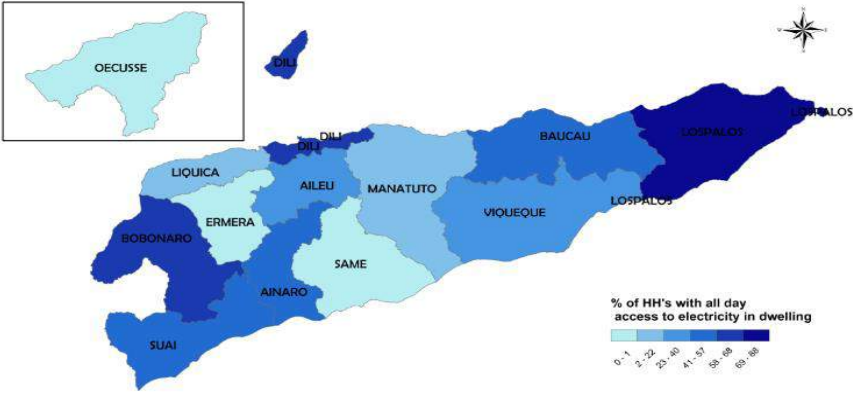 OECUSSE
DILI
N
W
E
S
LOSPALOS
DILI
DILI
BAUCAU
LOSPALOS
LIQUICA
AILEU
MANATUTO
ERMERA
VIQUEQUE
LOSPALOS
BOBONARO
SAME
AINARO
SUAI
% of HH's with all day
access to electricity in dwelling
0 - 1
2 - 22
23 - 40
41 - 57
58 - 68
69 - 88